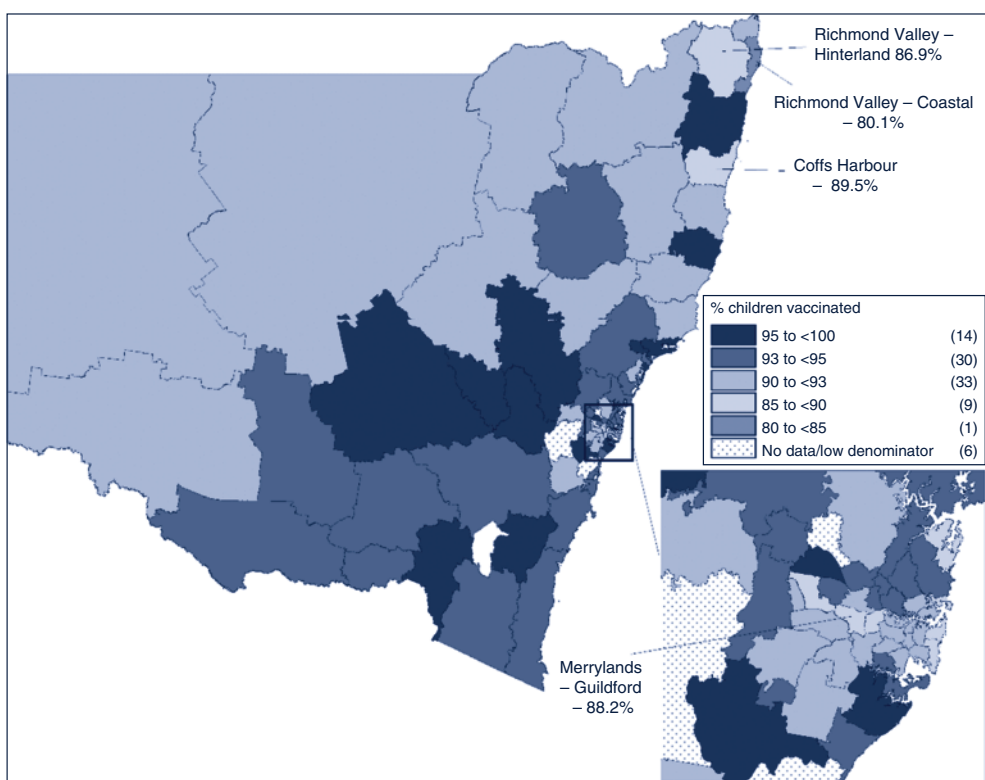 Richmond Valley –
Hinterland 86.9%
Richmond Valley – Coastal
– 80.1%
Coffs Harbour
– 89.5%
% children vaccinated
95 to <100 (14)
93 to <95 (30)
90 to <93 (33)
85 to <90 (9)
80 to <85 (1)
No data/low denominator (6)
Merrylands
– Guildford
– 88.2%